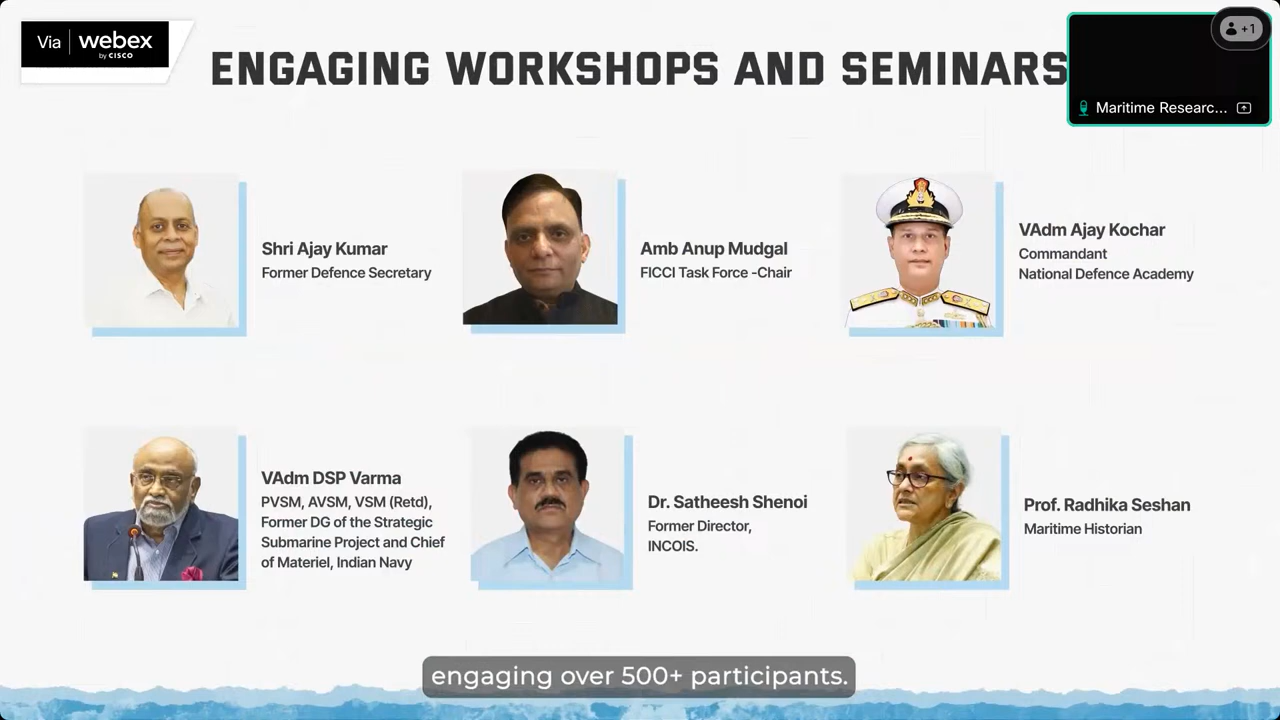 Via webex
by CISCO
ENGAGING WORKSHOPS AND SEMINARS
+1
Maritime Researc...
Shri Ajay Kumar
Former Defence Secretary
Amb Anup Mudgal
FICCI Task Force -Chair
VAdm Ajay Kochar
Commandant
National Defence Academy
VAdm DSP Varma
PVSM, AVSM, VSM (Retd),
Former DG of the Strategic
Submarine Project and Chief
of Materiel, Indian Navy
Dr. Satheesh Shenoi
Former Director,
INCOIS.
Prof. Radhika Seshan
Maritime Historian
engaging over 500+ participants.